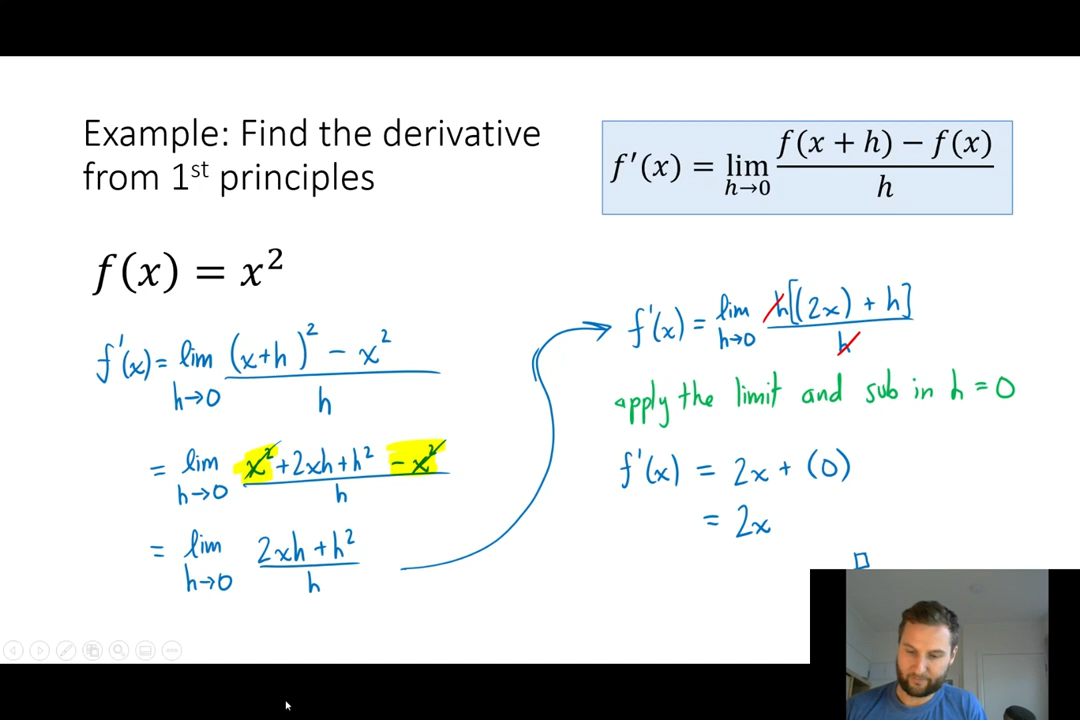 Example: Find the derivative
from 1st principles
f'(x) = lim h→0 f(x + h) − f(x) / h
f(x) = x²
f'(x) = lim h→0 (x+h)² − x² / h
= lim h→0 x² + 2xh + h² − x² / h
= lim h→0 2xh + h² / h
f'(x) = lim h→0 h[(2x) + h] / h
apply the limit and sub in h = 0
f'(x) = 2x + (0)
= 2x